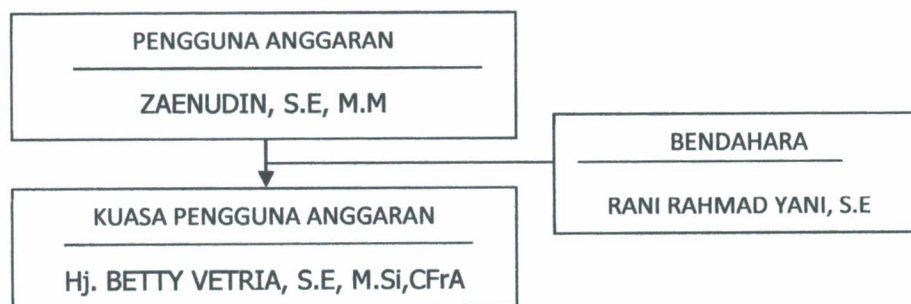 PENGGUNA ANGGARAN
ZAENUDIN, S.E, M.M
BENDAHARA
RANI RAHMAD YANI, S.E
KUASA PENGGUNA ANGGARAN
Hj. BETTY VETRIA, S.E, M.Si,CFrA